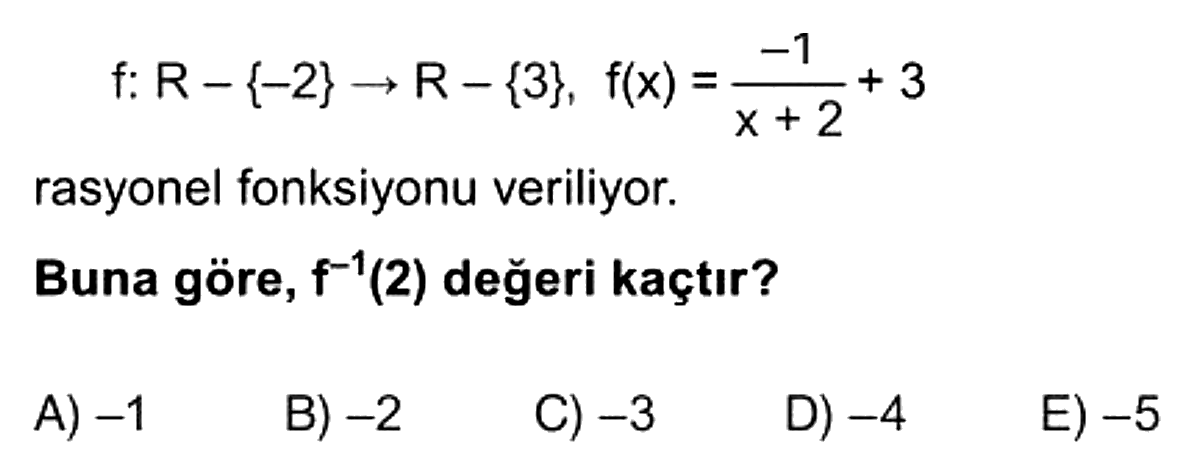 f: R – {–2} → R – {3}, f(x) = –1/(x + 2) + 3
rasyonel fonksiyonu veriliyor.
Buna göre, f⁻¹(2) değeri kaçtır?
A) –1 B) –2 C) –3 D) –4 E) –5